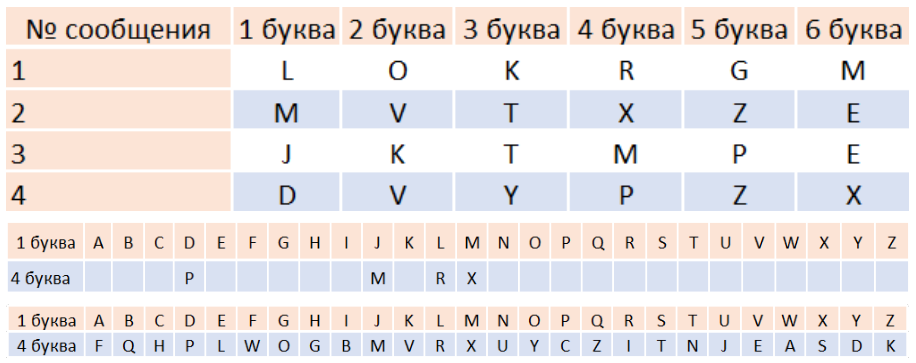 № сообщения 1 буква 2 буква 3 буква 4 буква 5 буква 6 буква
1 L O K R G M
2 M V T X Z E
3 J K T M P E
4 D V Y P Z X
1 буква A B C D E F G H I J K L M N O P Q R S T U V W X Y Z
4 буква P M R X
1 буква A B C D E F G H I J K L M N O P Q R S T U V W X Y Z
4 буква F Q H P L W O G B M V R X U Y C Z I T N J E A S D K